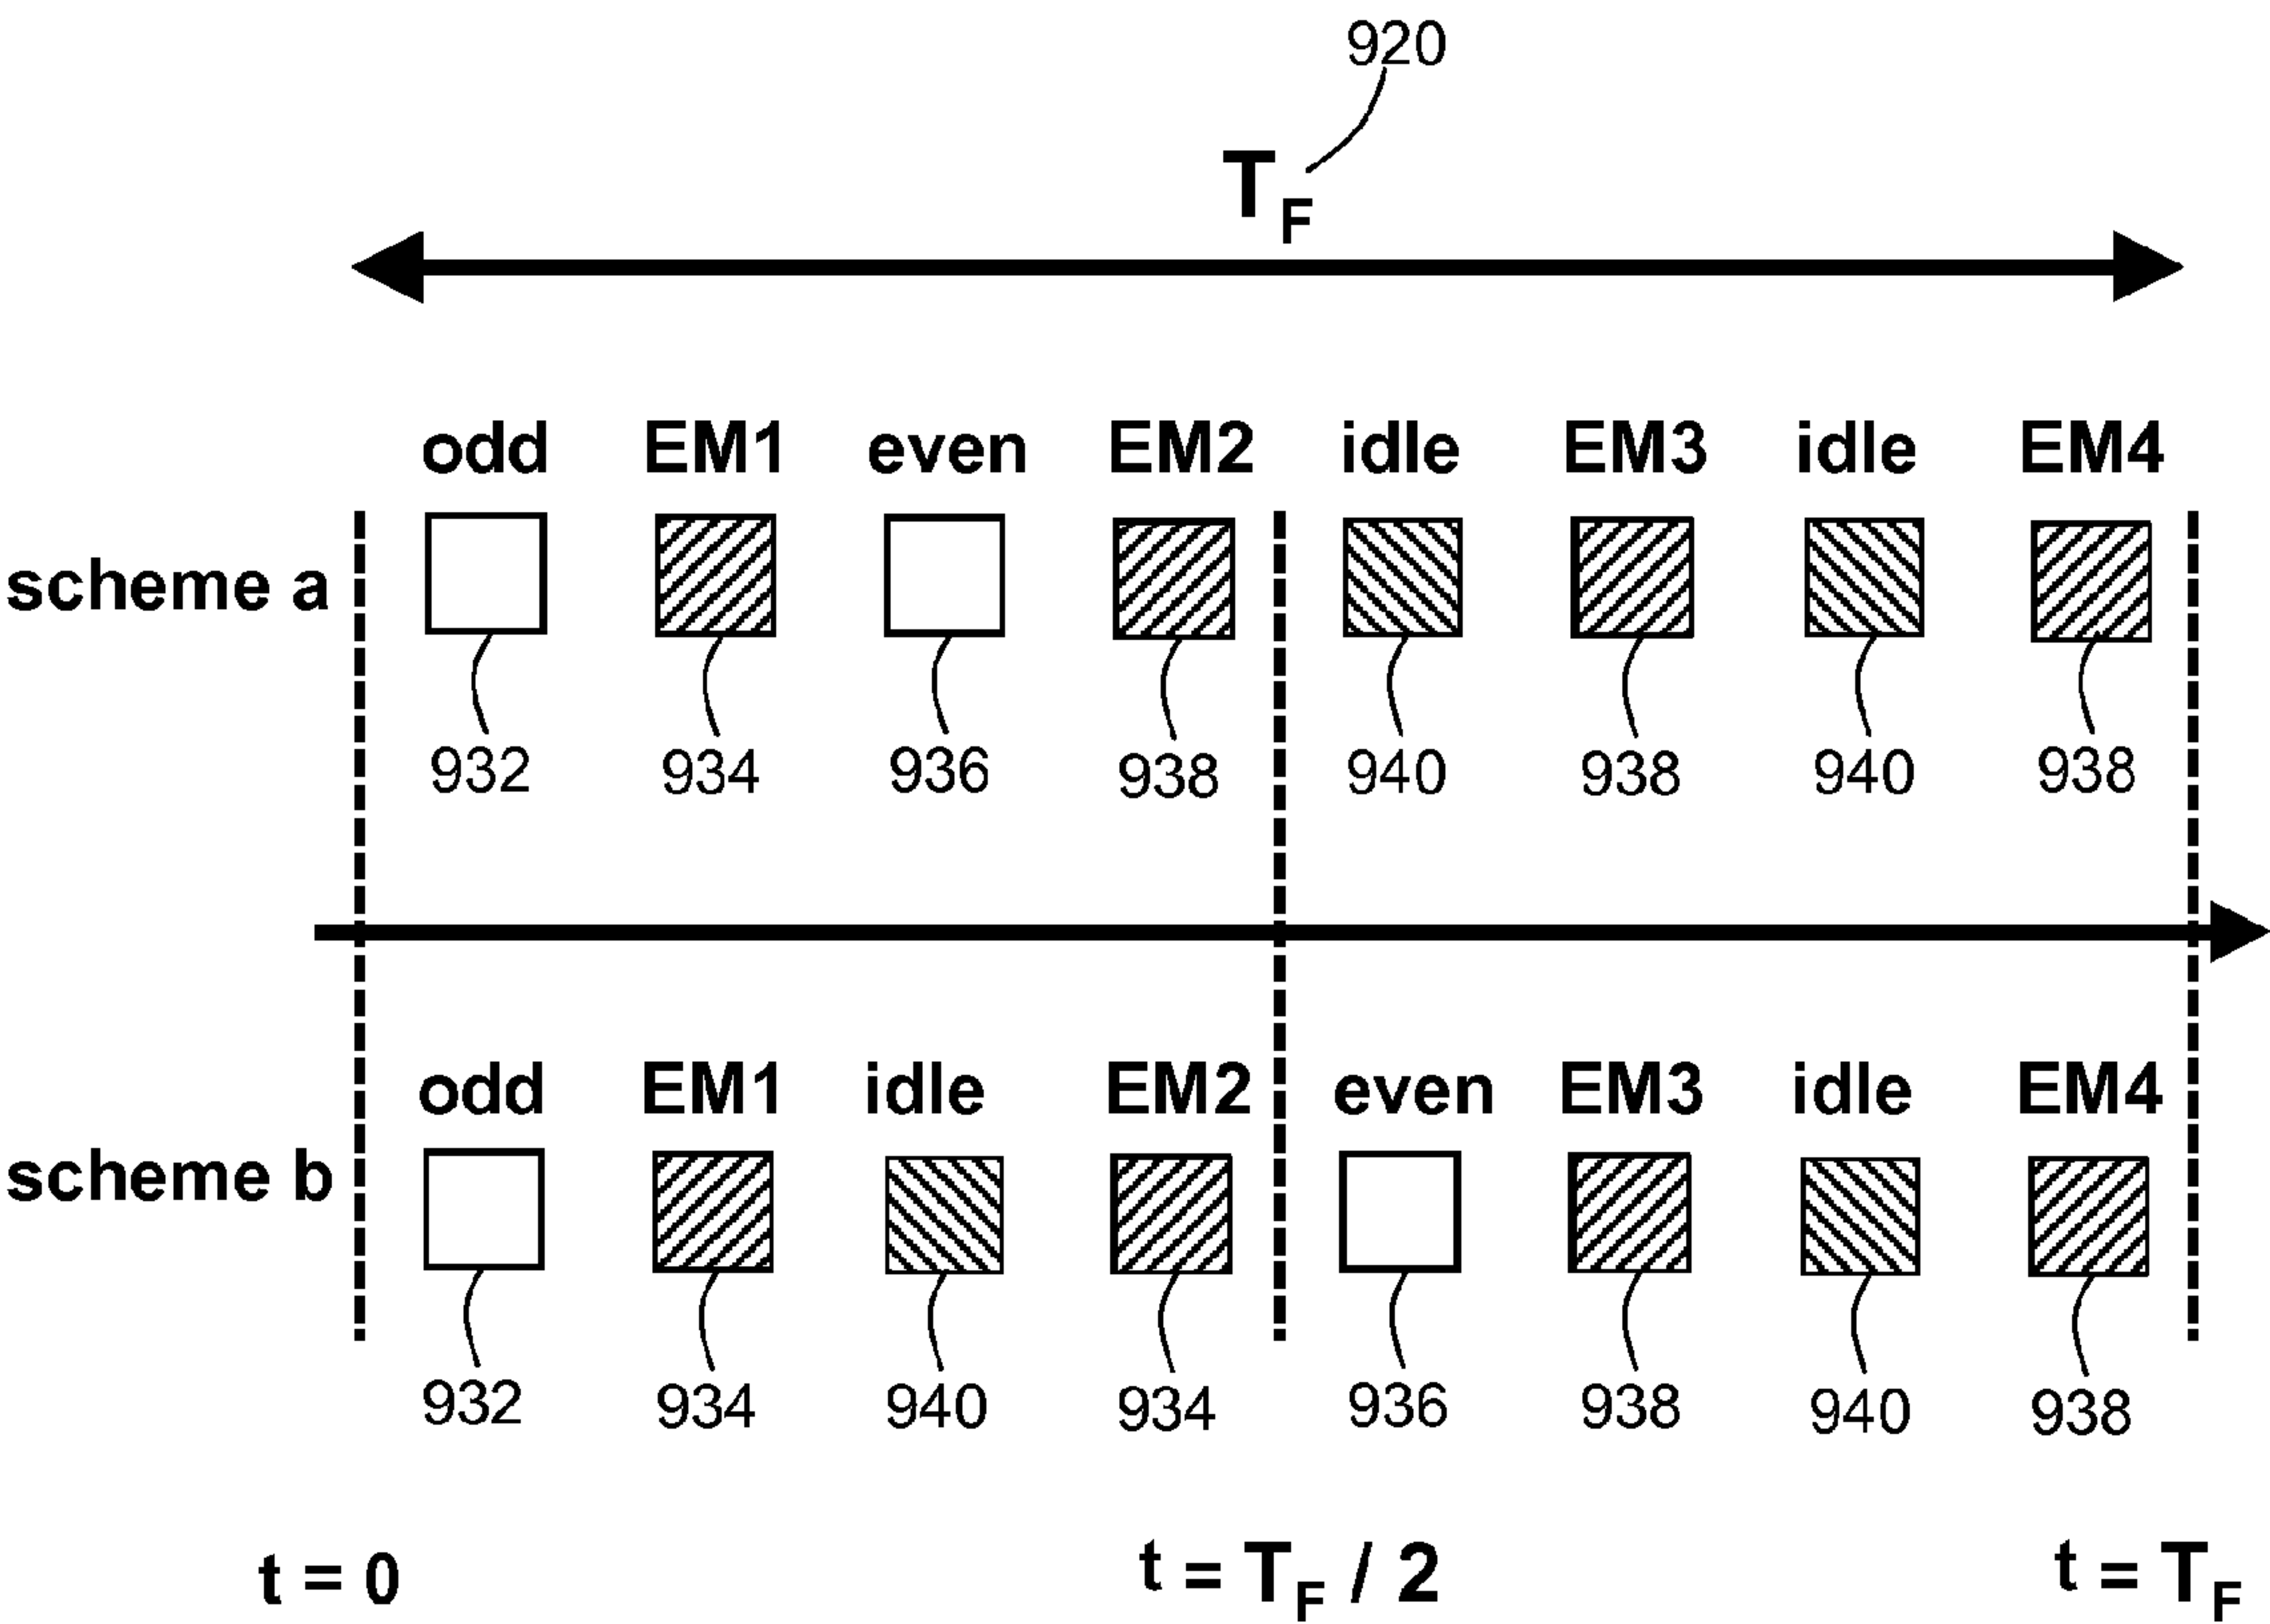 920
TF
odd EM1 even EM2 idle EM3 idle EM4
scheme a
932 934 936 938 940 938 940 938
odd EM1 idle EM2 even EM3 idle EM4
scheme b
932 934 940 934 936 938 940 938
t = 0 t = TF / 2 t = TF